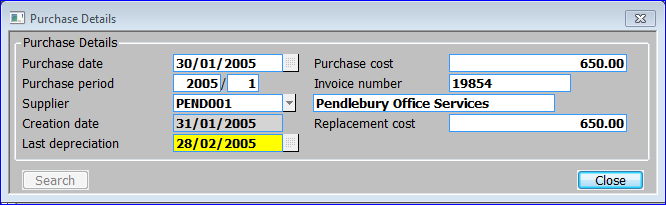 Purchase Details
Purchase Details
Purchase date 30/01/2005 Purchase cost 650.00
Purchase period 2005 / 1 Invoice number 19854
Supplier PEND001 Pendlebury Office Services
Creation date 31/01/2005 Replacement cost 650.00
Last depreciation 28/02/2005
Search Close